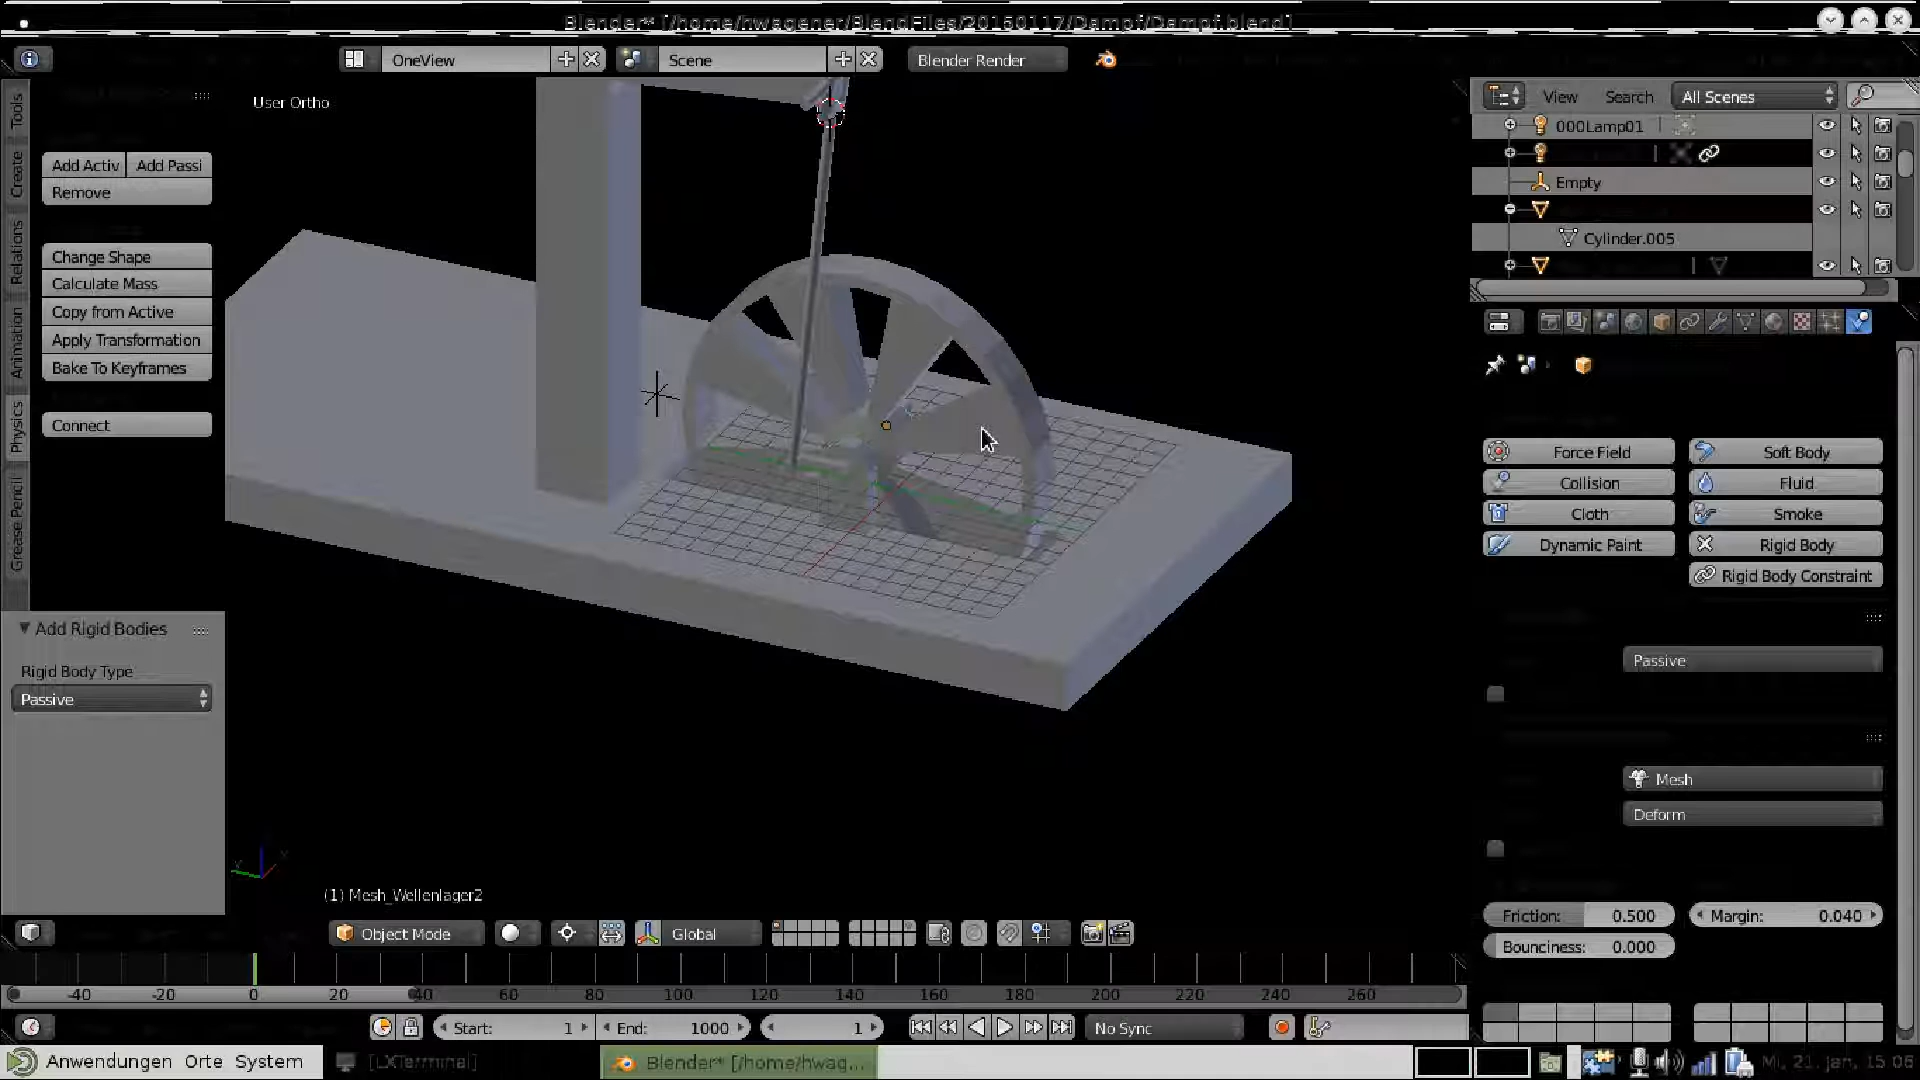 Blender* [/home/hwagener/BlendFiles/20160117/Dampf/Dampf.blend]
OneView
Scene
Blender Render
User Ortho
View
Search
All Scenes
000Lamp01
Empty
Cylinder.005
Tools
Create
Relations
Animation
Physics
Grease Pencil
Add Activ
Add Passi
Remove
Change Shape
Calculate Mass
Copy from Active
Apply Transformation
Bake To Keyframes
Connect
Add Rigid Bodies
Rigid Body Type
Passive
Force Field
Soft Body
Collision
Fluid
Cloth
Smoke
Dynamic Paint
Rigid Body
Rigid Body Constraint
Passive
Mesh
Deform
Friction: 0.500
Margin: 0.040
Bounciness: 0.000
(1) Mesh_Wellenlager2
Object Mode
Global
-40 -20 0 20 40 60 80 100 120 140 160 180 200 220 240 260
Start: 1
End: 1000
1
No Sync
Anwendungen Orte System
[LXTerminal]
Blender* [/home/hwag...
Mi, 21. Jan, 15:06